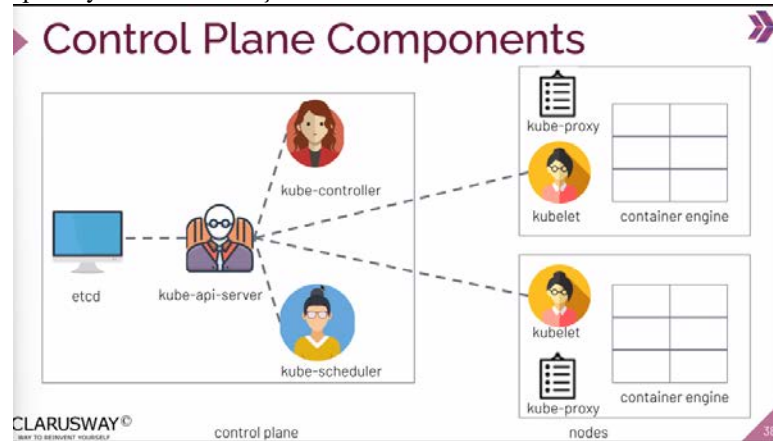 Control Plane Components
kube-controller
etcd
kube-api-server
kube-scheduler
kube-proxy
kubelet
container engine
kubelet
container engine
kube-proxy
CLARUSWAY©
WAY TO REINVENT YOURSELF
control plane
nodes
38